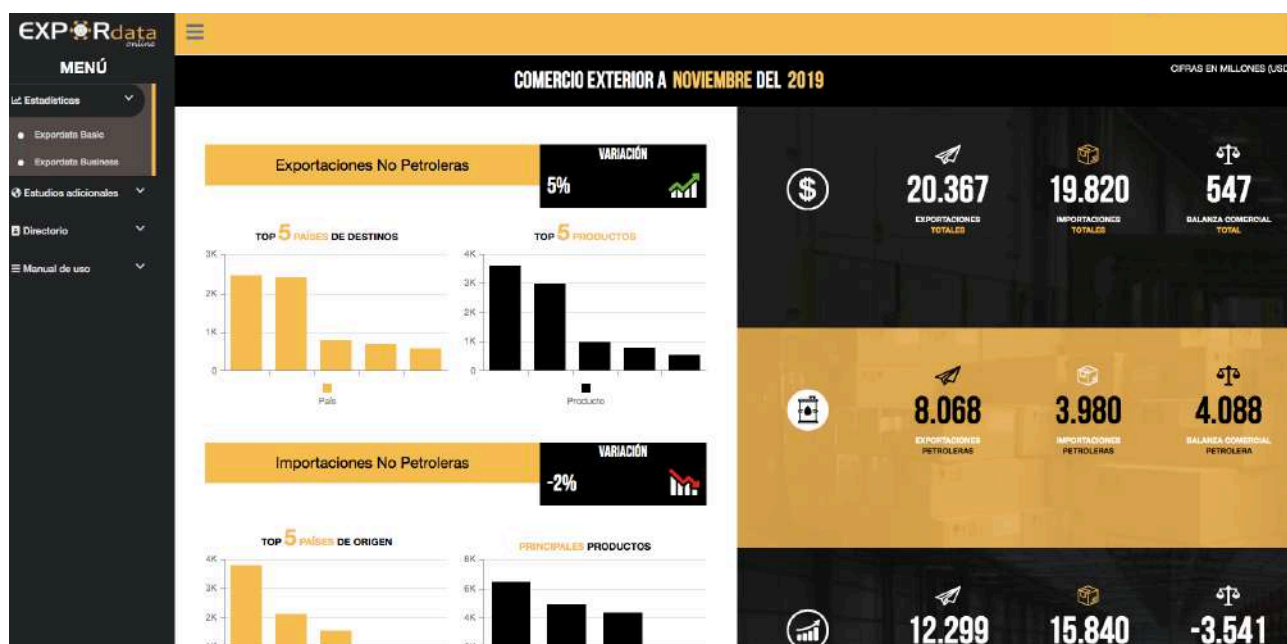 EXPORdata
online
MENÚ
Estadísticas
Expordata Basic
Expordata Business
Estudios adicionales
Directorio
Manual de uso
COMERCIO EXTERIOR A NOVIEMBRE DEL 2019
CIFRAS EN MILLONES (USD
Exportaciones No Petroleras
VARIACIÓN
5%
TOP 5 PAÍSES DE DESTINOS
3K
2K
1K
0
País
TOP 5 PRODUCTOS
4K
3K
2K
1K
0
Producto
Importaciones No Petroleras
VARIACIÓN
-2%
TOP 5 PAÍSES DE ORIGEN
4K
3K
2K
PRINCIPALES PRODUCTOS
8K
6K
4K
$
20.367
EXPORTACIONES
TOTALES
19.820
IMPORTACIONES
TOTALES
547
BALANZA COMERCIAL
TOTAL
8.068
EXPORTACIONES
PETROLERAS
3.980
IMPORTACIONES
PETROLERAS
4.088
BALANZA COMERCIAL
PETROLERA
12.299
15.840
-3.541